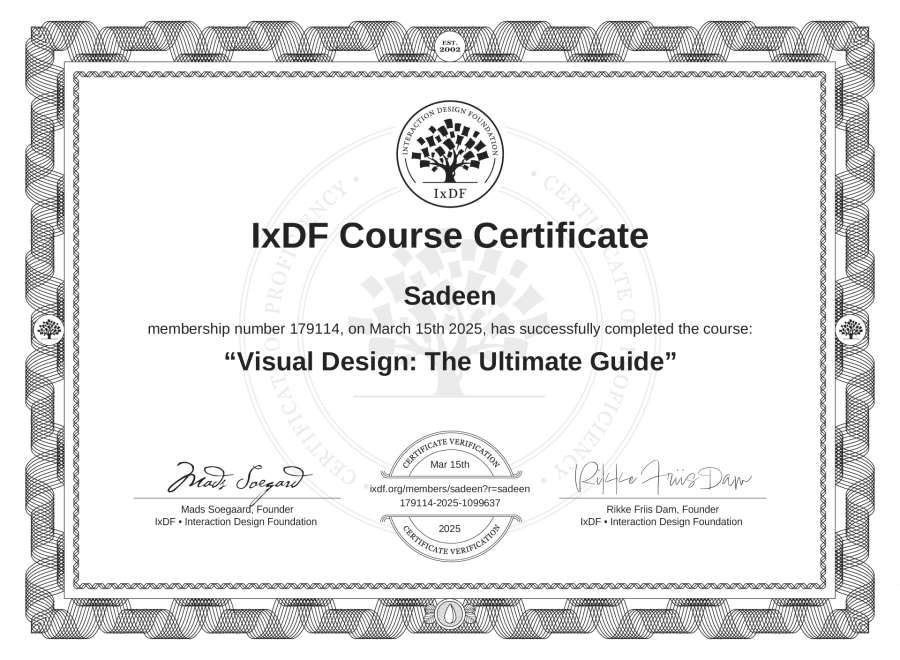 EST.
2002
INTERACTION DESIGN FOUNDATION
IxDF
CERTIFICATE OF PROFICIENCY • CERTIFICATE OF PROFICIENCY •
IxDF Course Certificate
Sadeen
membership number 179114, on March 15th 2025, has successfully completed the course:
“Visual Design: The Ultimate Guide”
Mads Soegaard
Mads Soegaard, Founder
IxDF • Interaction Design Foundation
CERTIFICATE VERIFICATION
Mar 15th
ixdf.org/members/sadeen?r=sadeen
179114-2025-1099637
2025
CERTIFICATE VERIFICATION
Rikke Friis Dam
Rikke Friis Dam, Founder
IxDF • Interaction Design Foundation